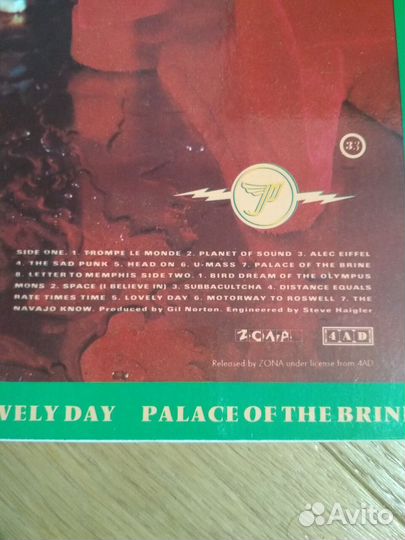 33
P
SIDE ONE. 1. TROMPE LE MONDE 2. PLANET OF SOUND 3. ALEC EIFFEL
4. THE SAD PUNK 5. HEAD ON 6. U-MASS 7. PALACE OF THE BRINE
8. LETTER TO MEMPHIS SIDE TWO. 1. BIRD DREAM OF THE OLYMPUS
MONS 2. SPACE (I BELIEVE IN) 3. SUBBACULTCHA 4. DISTANCE EQUALS
RATE TIMES TIME 5. LOVELY DAY 6. MOTORWAY TO ROSWELL 7. THE
NAVAJO KNOW. Produced by Gil Norton. Engineered by Steve Haigler
4AD
Released by ZONA under license from 4AD.
VELY DAY PALACE OF THE BRINE
Avito